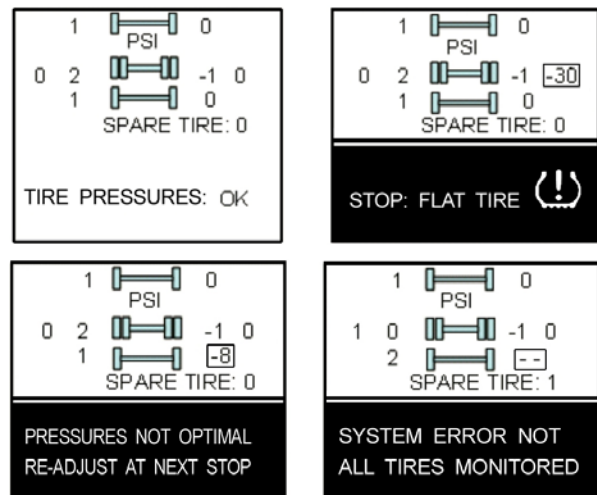 1 0
PSI
0 2 -1 0
1 0
SPARE TIRE: 0
TIRE PRESSURES: OK
1 0
PSI
0 2 -1 -30
1 0
SPARE TIRE: 0
STOP: FLAT TIRE
1 0
PSI
0 2 -1 0
1 -8
SPARE TIRE: 0
PRESSURES NOT OPTIMAL
RE-ADJUST AT NEXT STOP
1 0
PSI
1 0 -1 0
2 --
SPARE TIRE: 1
SYSTEM ERROR NOT
ALL TIRES MONITORED